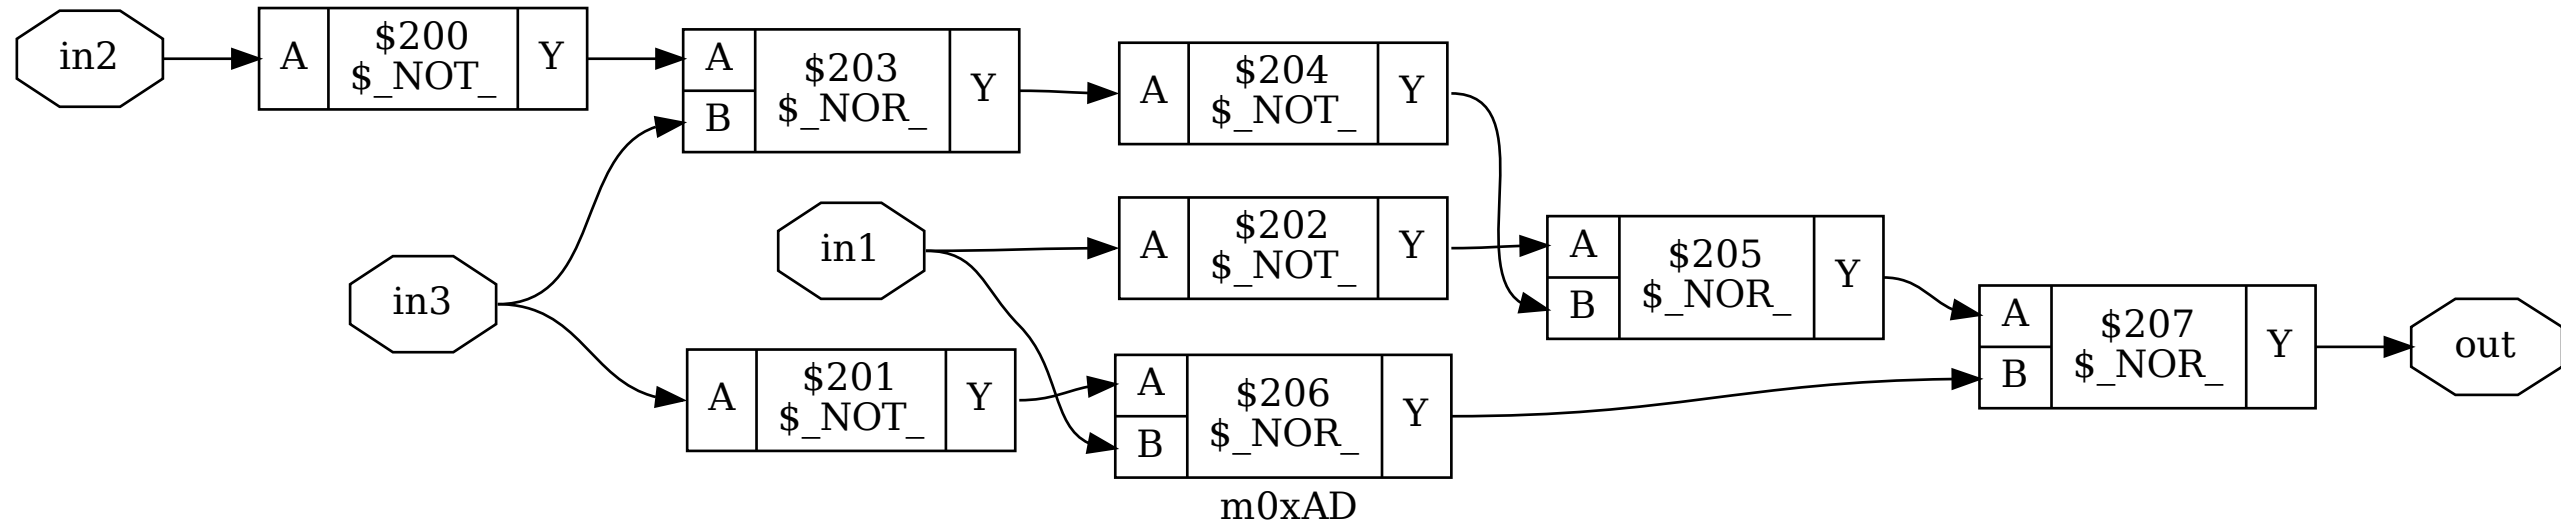 in2
A
$200
$_NOT_
Y
A
B
$203
$_NOR_
Y
A
$204
$_NOT_
Y
in3
in1
A
$202
$_NOT_
Y
A
$201
$_NOT_
Y
A
B
$206
$_NOR_
Y
A
B
$205
$_NOR_
Y
A
B
$207
$_NOR_
Y
out
m0xAD